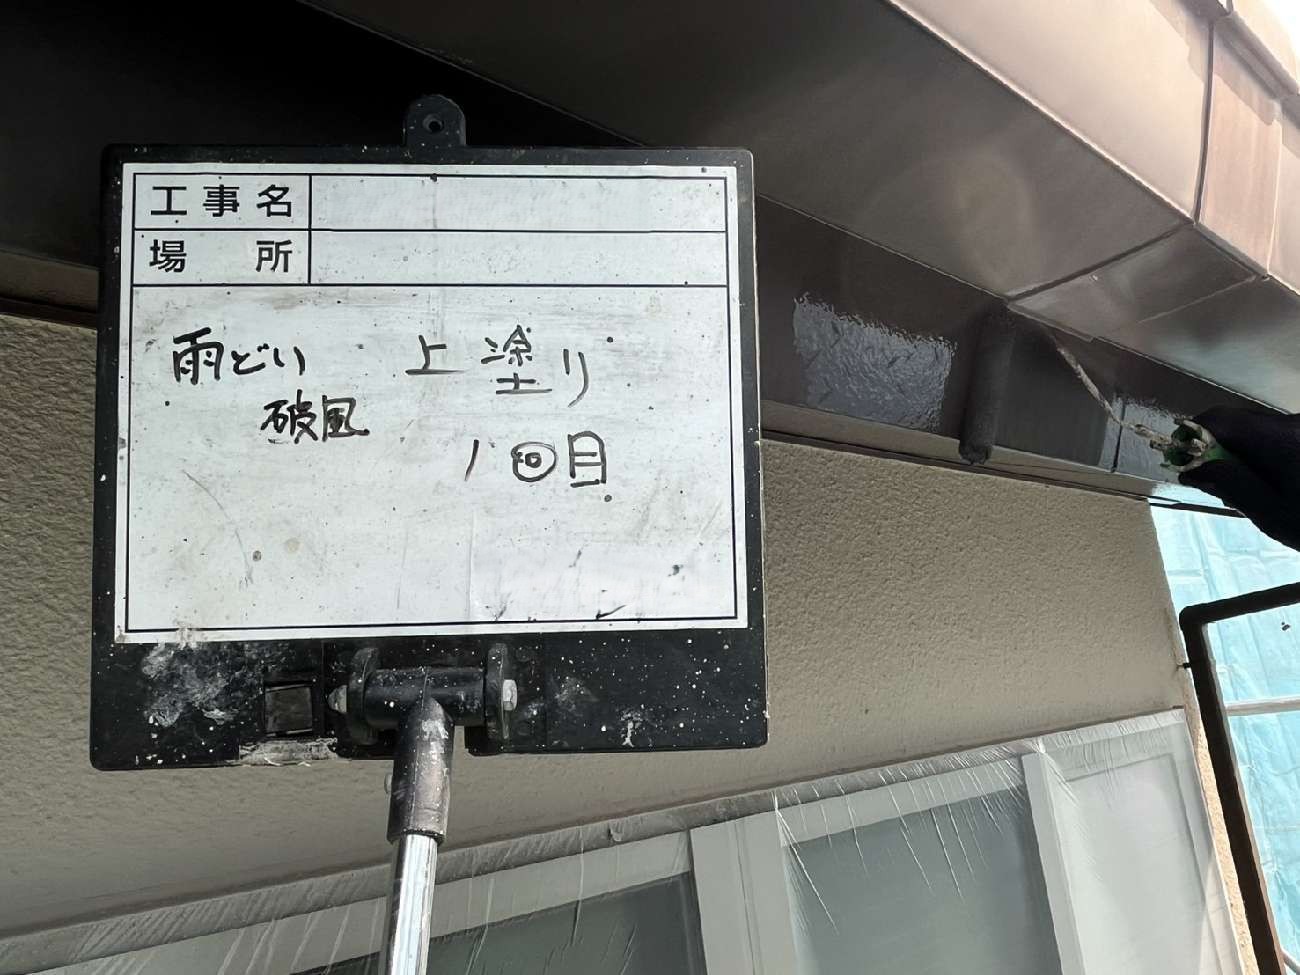 工事名
場所
雨どい 上塗り
破風
1回目